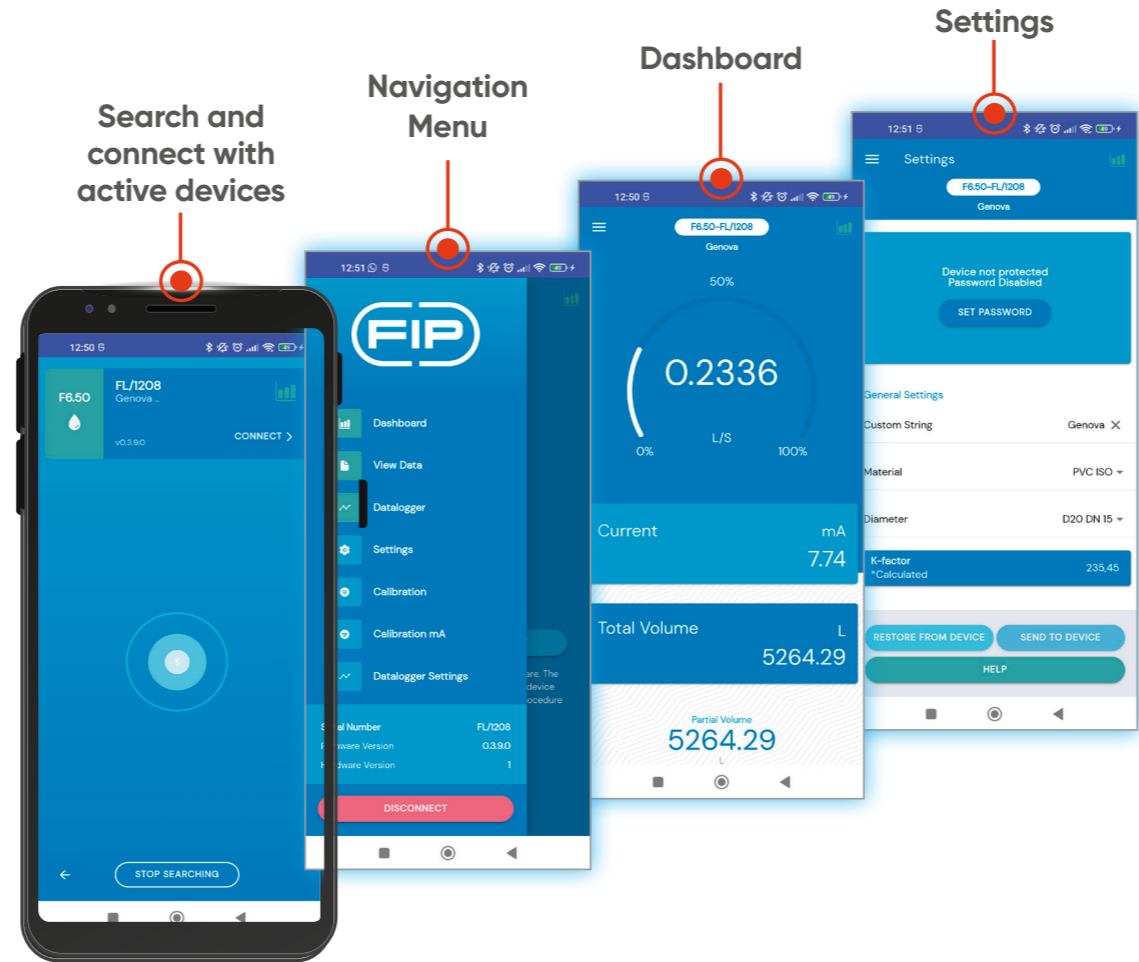 Search and
connect with
active devices
Navigation
Menu
Dashboard
Settings
12:50
F6.50
FL/1208
Genova _
v0.3.9.0
CONNECT >
STOP SEARCHING
12:51
FIP
Dashboard
View Data
Datalogger
Settings
Calibration
Calibration mA
Datalogger Settings
are. The
device
ocedure
Number FL/1208
Version 0.3.9.0
Version 1
DISCONNECT
12:50
F6.50-FL/1208
Genova
50%
0.2336
L/S
0% 100%
Current mA
7.74
Total Volume L
5264.29
Partial Volume
5264.29
L
12:51
Settings
F6.50-FL/1208
Genova
Device not protected
Password Disabled
SET PASSWORD
General Settings
Custom String Genova X
Material PVC ISO
Diameter D20 DN 15
K-factor
*Calculated 235,45
RESTORE FROM DEVICE SEND TO DEVICE
HELP